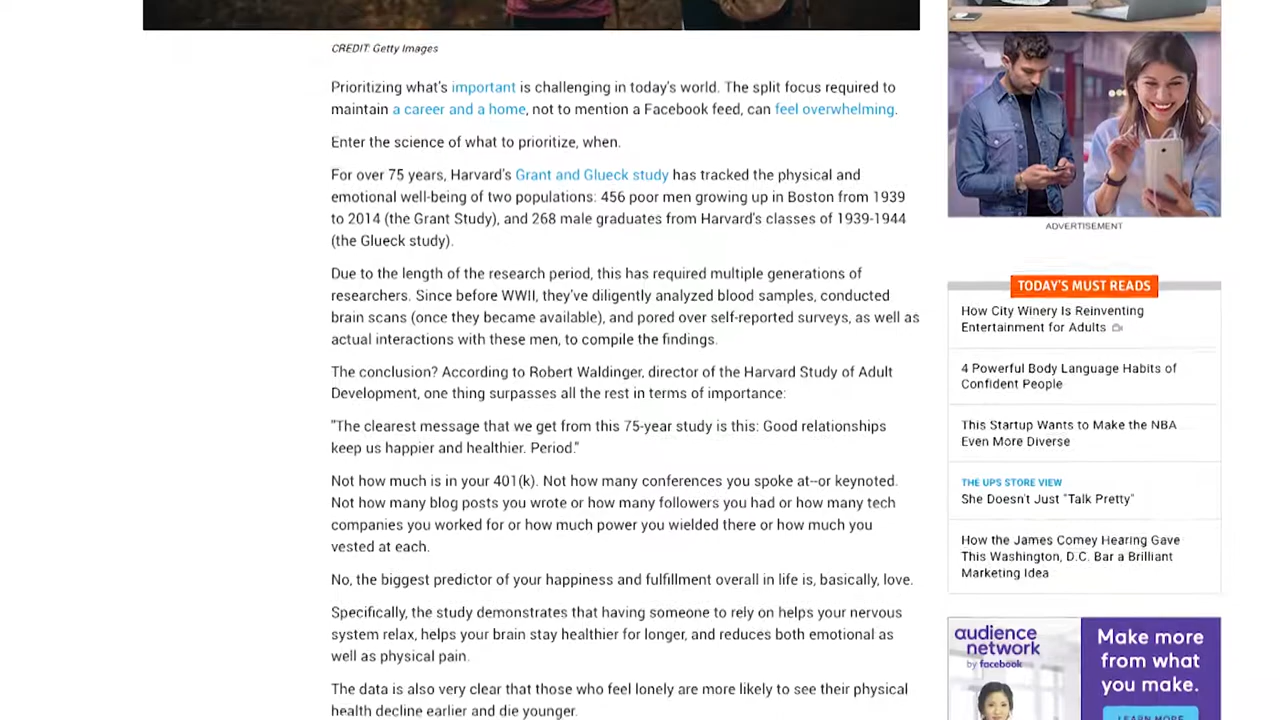 CREDIT: Getty Images
Prioritizing what's important is challenging in today's world. The split focus required to
maintain a career and a home, not to mention a Facebook feed, can feel overwhelming.
Enter the science of what to prioritize, when.
For over 75 years, Harvard's Grant and Glueck study has tracked the physical and
emotional well-being of two populations: 456 poor men growing up in Boston from 1939
to 2014 (the Grant Study), and 268 male graduates from Harvard's classes of 1939-1944
(the Glueck study).
Due to the length of the research period, this has required multiple generations of
researchers. Since before WWII, they've diligently analyzed blood samples, conducted
brain scans (once they became available), and pored over self-reported surveys, as well as
actual interactions with these men, to compile the findings.
The conclusion? According to Robert Waldinger, director of the Harvard Study of Adult
Development, one thing surpasses all the rest in terms of importance:
"The clearest message that we get from this 75-year study is this: Good relationships
keep us happier and healthier. Period."
Not how much is in your 401(k). Not how many conferences you spoke at--or keynoted.
Not how many blog posts you wrote or how many followers you had or how many tech
companies you worked for or how much power you wielded there or how much you
vested at each.
No, the biggest predictor of your happiness and fulfillment overall in life is, basically, love.
Specifically, the study demonstrates that having someone to rely on helps your nervous
system relax, helps your brain stay healthier for longer, and reduces both emotional as
well as physical pain.
The data is also very clear that those who feel lonely are more likely to see their physical
health decline earlier and die younger.
ADVERTISEMENT
TODAY'S MUST READS
How City Winery Is Reinventing
Entertainment for Adults
4 Powerful Body Language Habits of
Confident People
This Startup Wants to Make the NBA
Even More Diverse
THE UPS STORE VIEW
She Doesn't Just "Talk Pretty"
How the James Comey Hearing Gave
This Washington, D.C. Bar a Brilliant
Marketing Idea
audience
network
by facebook
Make more
from what
you make.
LEARN MORE